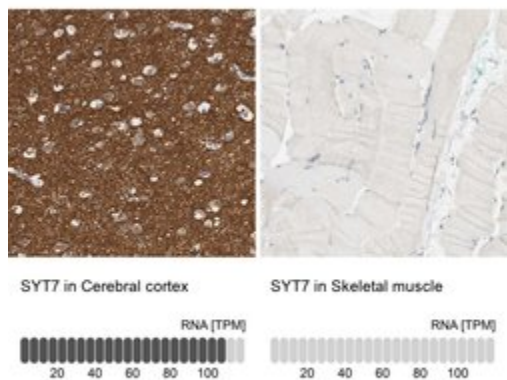 SYT7 in Cerebral cortex
RNA [TPM]
20 40 60 80 100
SYT7 in Skeletal muscle
RNA [TPM]
20 40 60 80 100